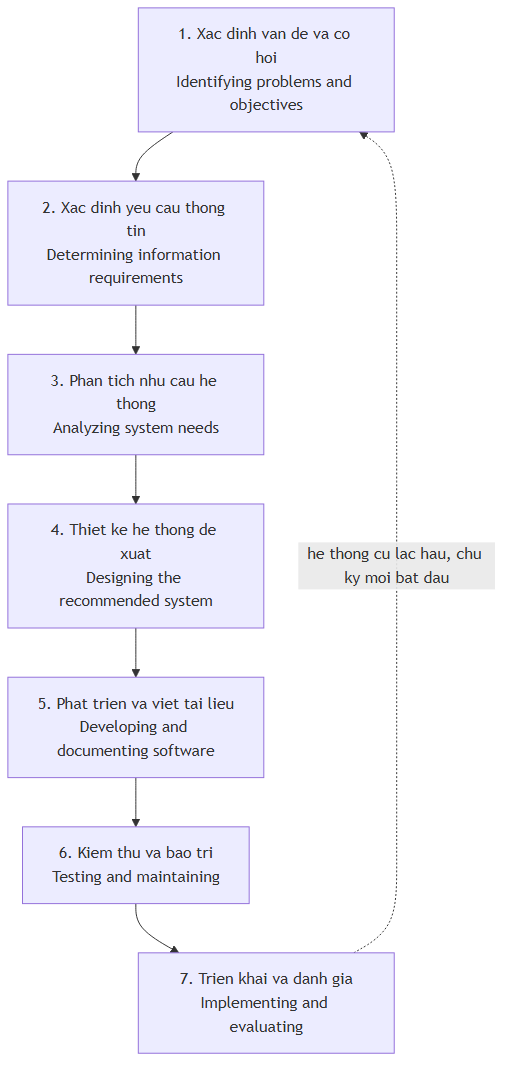 1. Xac dinh van de va co
hoi
Identifying problems and
objectives
2. Xac dinh yeu cau thong
tin
Determining information
requirements
3. Phan tich nhu cau he
thong
Analyzing system needs
4. Thiet ke he thong de
xuat
Designing the
recommended system
he thong cu lac hau, chu
ky moi bat dau
5. Phat trien va viet tai lieu
Developing and
documenting software
6. Kiem thu va bao tri
Testing and maintaining
7. Trien khai va danh gia
Implementing and
evaluating